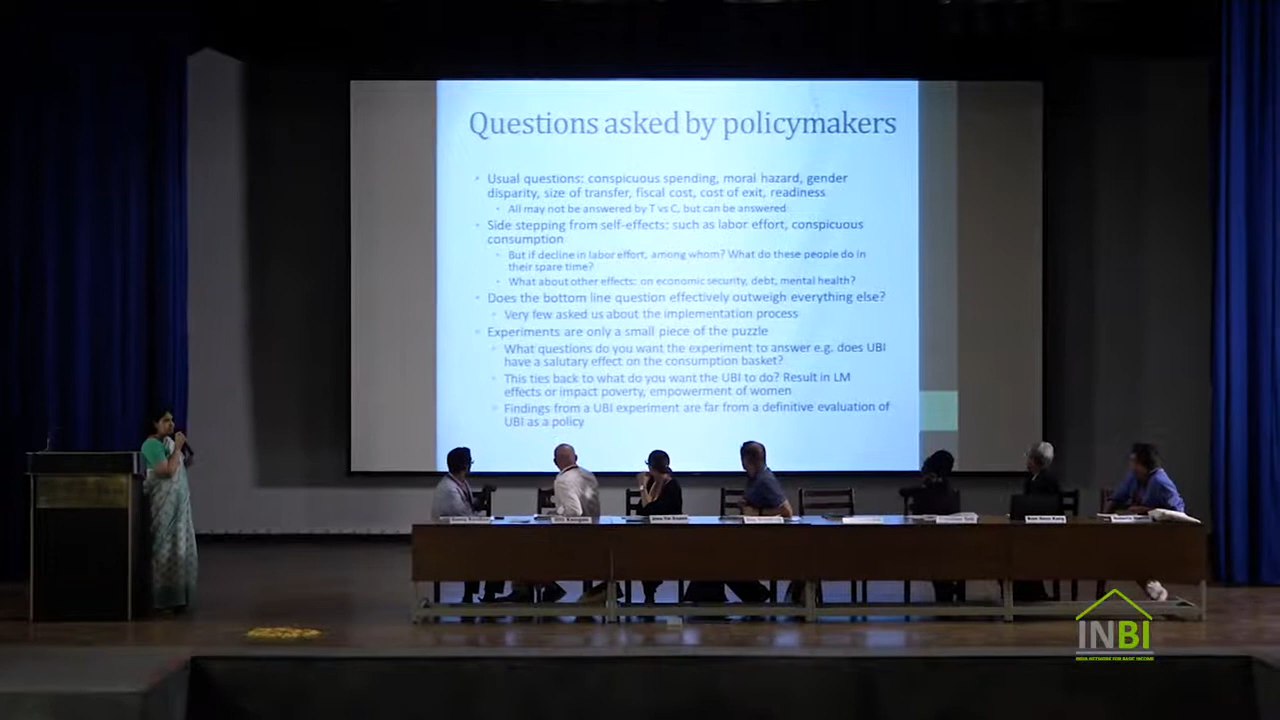 Questions asked by policymakers
Usual questions: conspicuous spending, moral hazard, gender
disparity, size of transfer, fiscal cost, cost of exit, readiness
All may not be answered by T vs C, but can be answered
Side stepping from self-effects: such as labor effort, conspicuous
consumption
But if decline in labor effort, among whom? What do these people do in
their spare time?
What about other effects: on economic security, debt, mental health?
Does the bottom line question effectively outweigh everything else?
Very few asked us about the implementation process
Experiments are only a small piece of the puzzle
What questions do you want the experiment to answer e.g. does UBI
have a salutary effect on the consumption basket?
This ties back to what do you want the UBI to do? Result in LM
effects or impact poverty, empowerment of women
Findings from a UBI experiment are far from a definitive evaluation of
UBI as a policy
INBI
INDIA NETWORK FOR BASIC INCOME